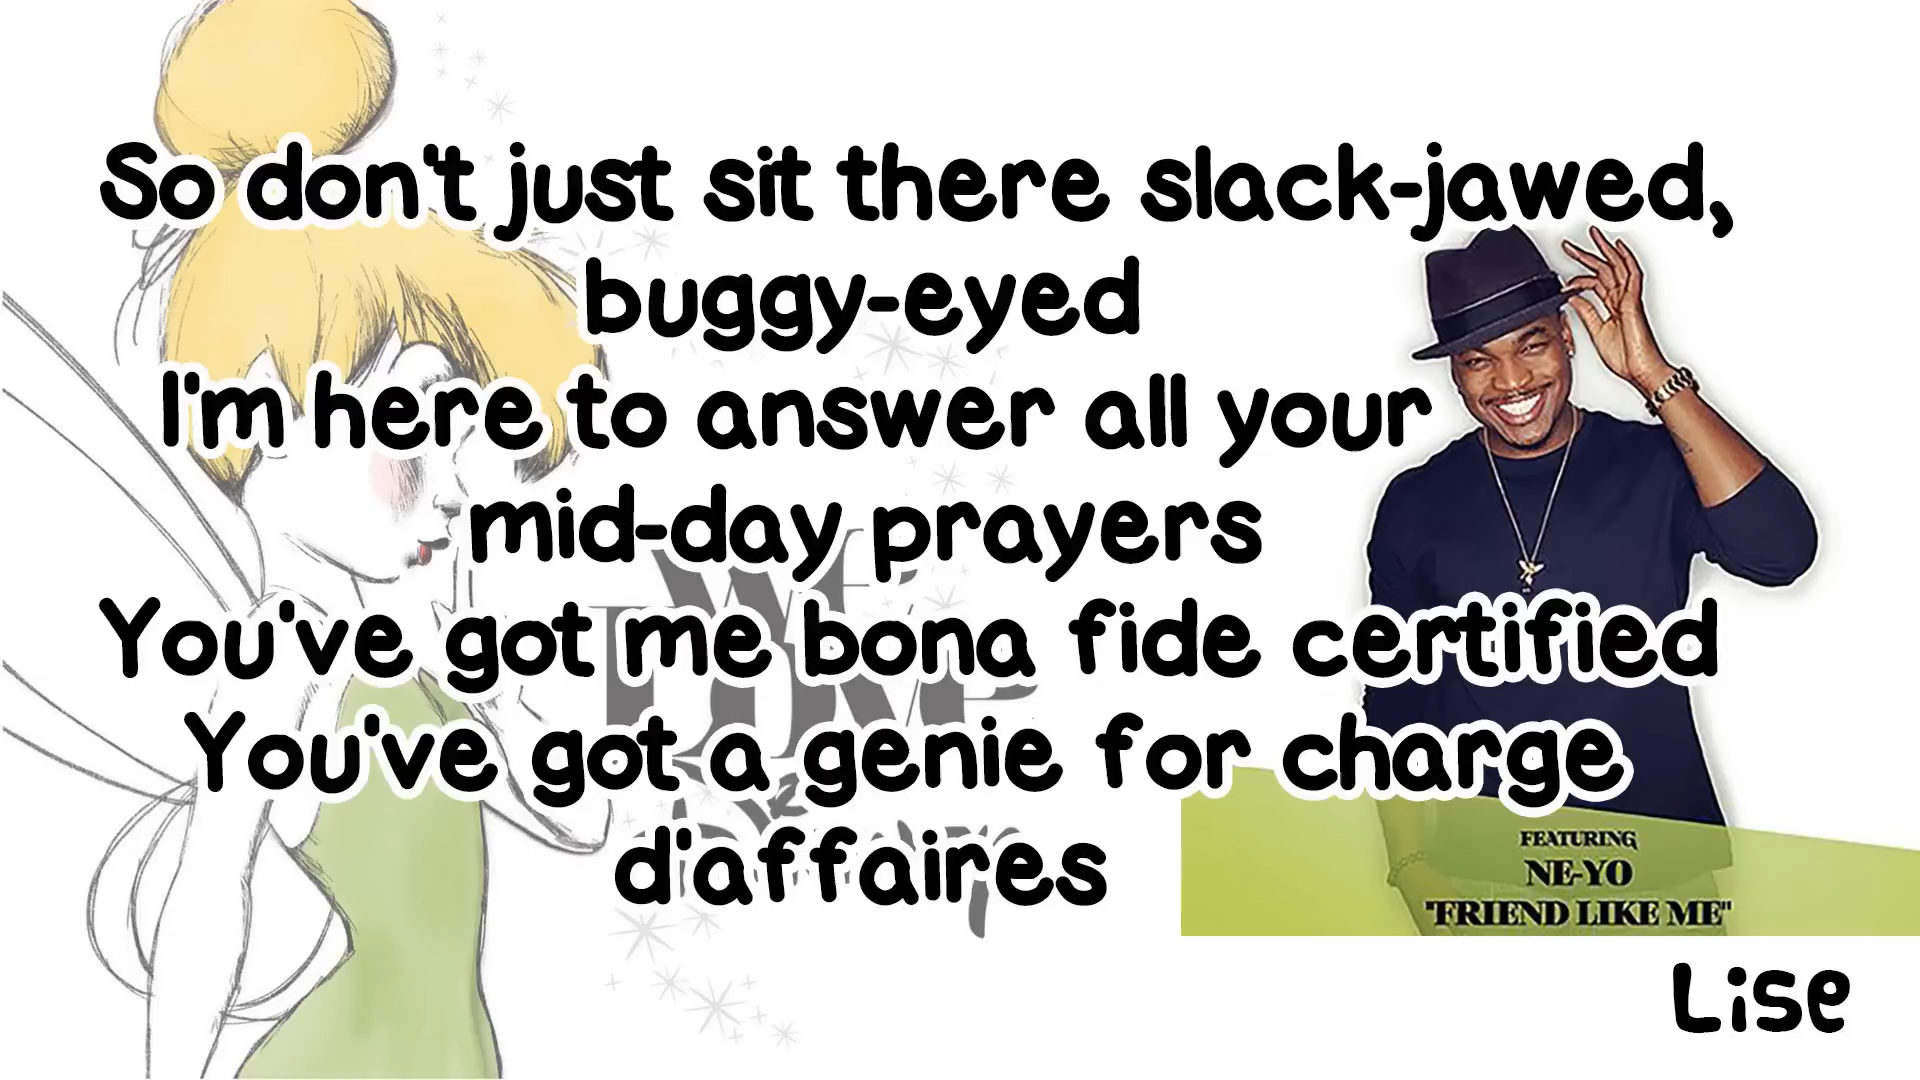 So don't just sit there slack-jawed,
buggy-eyed
I'm here to answer all your
mid-day prayers
You've got me bona fide certified
You've got a genie for charge
d'affaires
We
Love
FEATURING
NE-YO
"FRIEND LIKE ME"
Lise